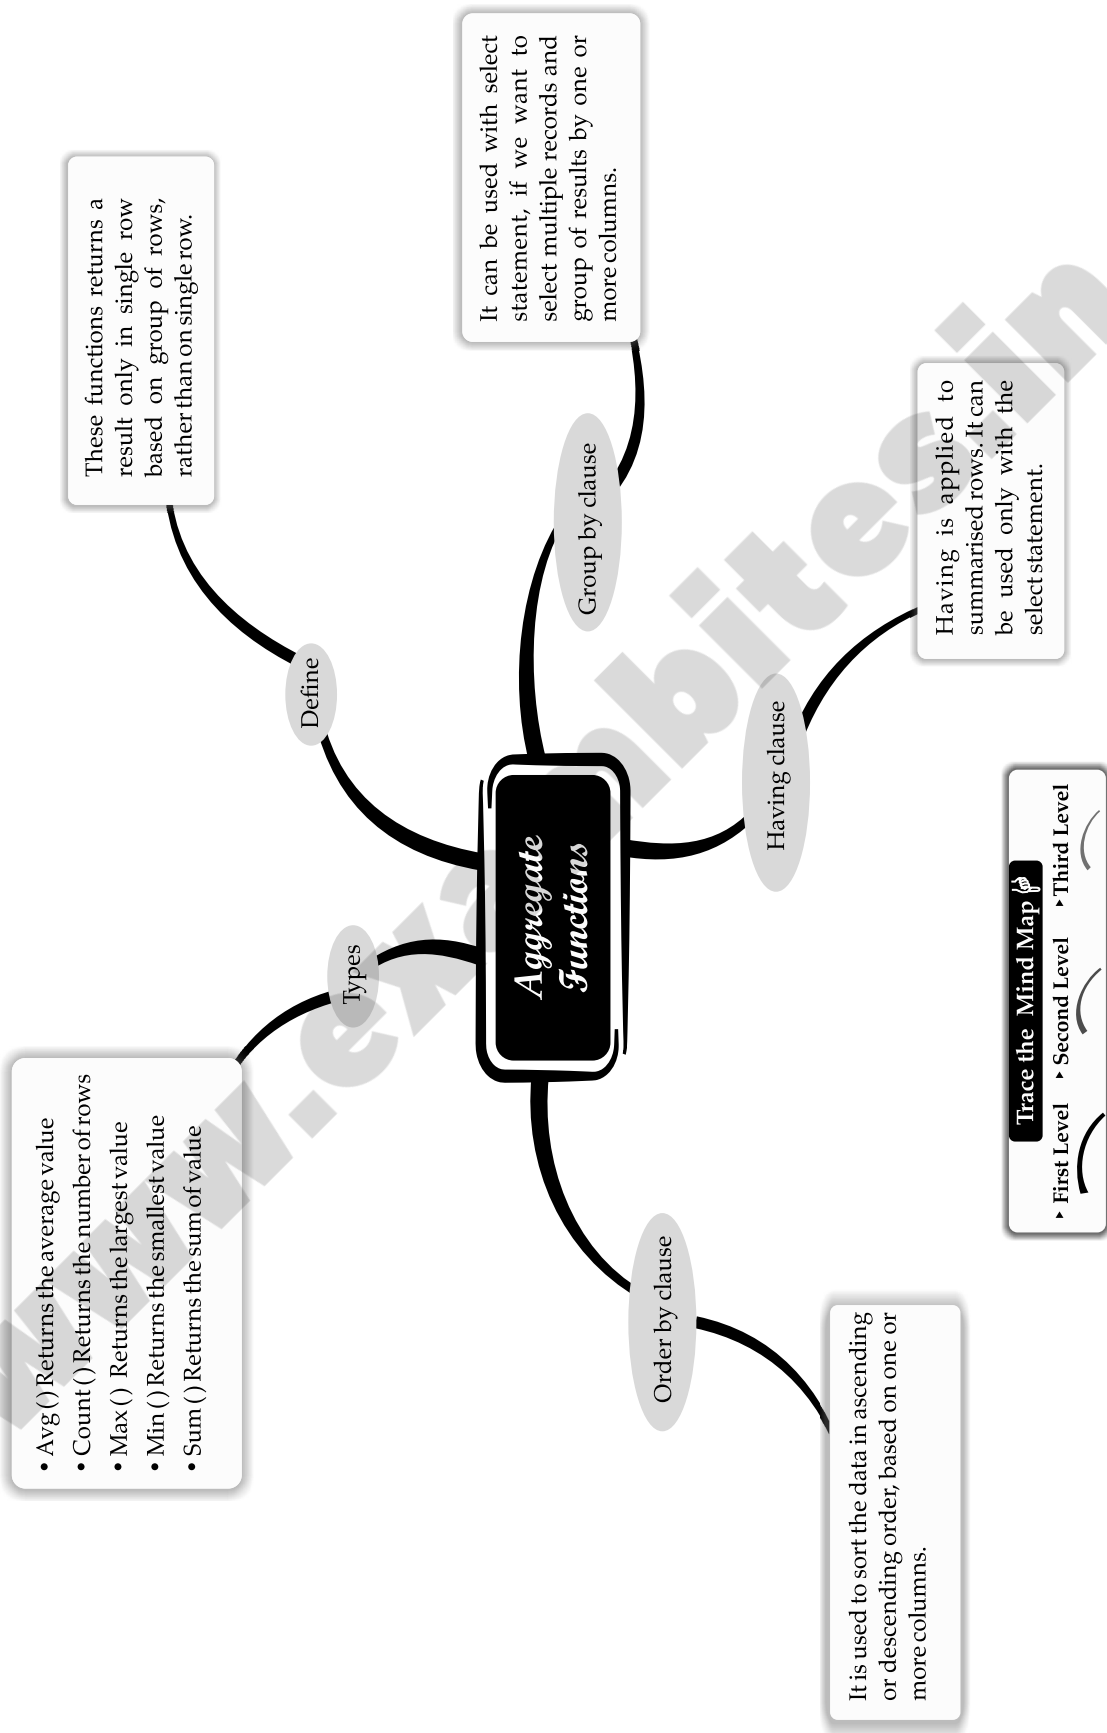 • Avg ( ) Returns the average value
• Count ( ) Returns the number of rows
• Max ( ) Returns the largest value
• Min ( ) Returns the smallest value
• Sum ( ) Returns the sum of value
Types
These functions returns a
result only in single row
based on group of rows,
rather than on single row.
Define
It can be used with select
statement, if we want to
select multiple records and
group of results by one or
more columns.
Group by clause
Aggregate
Functions
Order by clause
It is used to sort the data in ascending
or descending order, based on one or
more columns.
Having clause
Having is applied to
summarised rows. It can
be used only with the
select statement.
Trace the Mind Map
▸ First Level ▸ Second Level ▸ Third Level
www.exambites.in